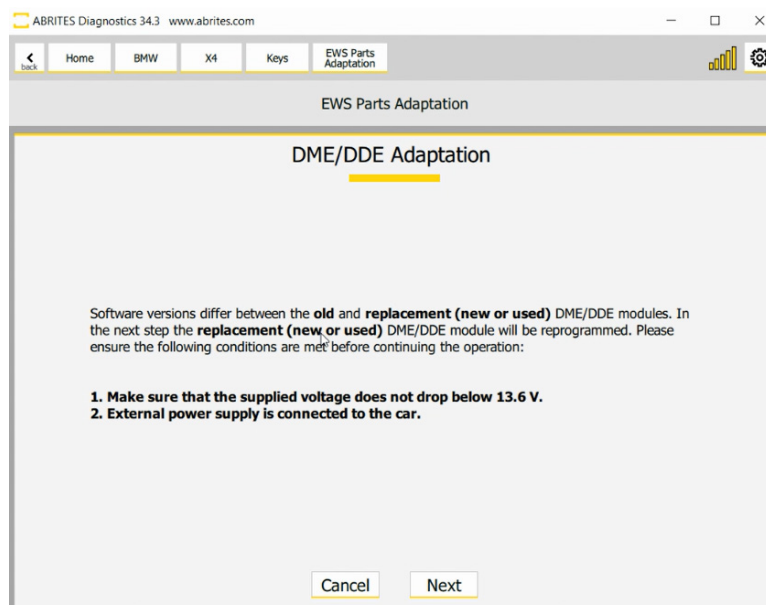 ABRITES Diagnostics 34.3 www.abrites.com
back
Home
BMW
X4
Keys
EWS Parts
Adaptation
EWS Parts Adaptation
DME/DDE Adaptation
Software versions differ between the old and replacement (new or used) DME/DDE modules. In
the next step the replacement (new or used) DME/DDE module will be reprogrammed. Please
ensure the following conditions are met before continuing the operation:
1. Make sure that the supplied voltage does not drop below 13.6 V.
2. External power supply is connected to the car.
Cancel
Next